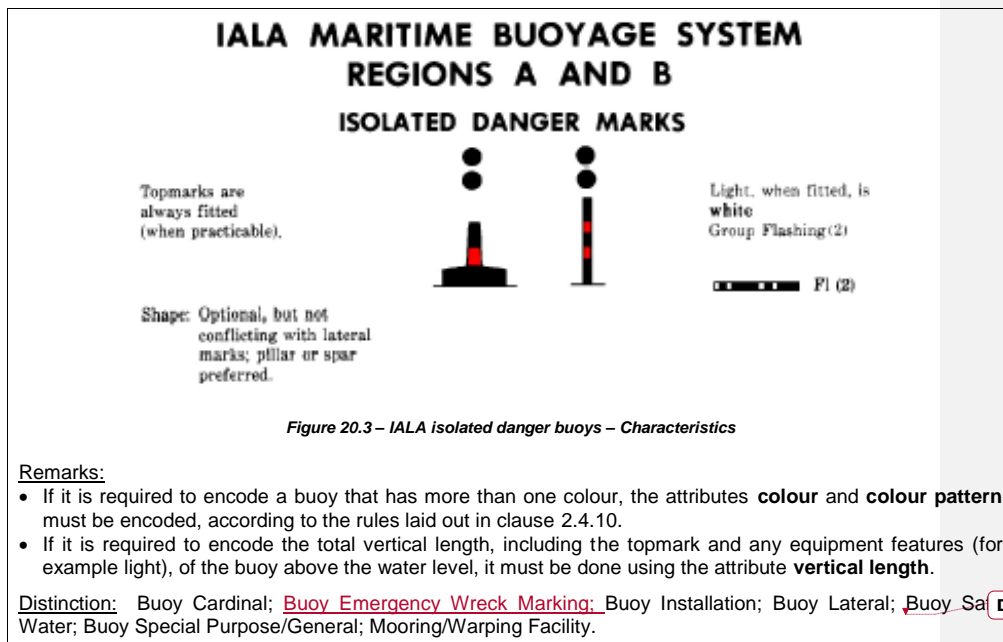 IALA MARITIME BUOYAGE SYSTEM
REGIONS A AND B
ISOLATED DANGER MARKS
Topmarks are
always fitted
(when practicable).
Light, when fitted, is
white
Group Flashing(2)
Fl (2)
Shape: Optional, but not
conflicting with lateral
marks; pillar or spar
preferred.
Figure 20.3 – IALA isolated danger buoys – Characteristics
Remarks:
• If it is required to encode a buoy that has more than one colour, the attributes colour and colour pattern
must be encoded, according to the rules laid out in clause 2.4.10.
• If it is required to encode the total vertical length, including the topmark and any equipment features (for
example light), of the buoy above the water level, it must be done using the attribute vertical length.
Distinction: Buoy Cardinal; Buoy Emergency Wreck Marking; Buoy Installation; Buoy Lateral; Buoy
Water; Buoy Special Purpose/General; Mooring/Warping Facility.